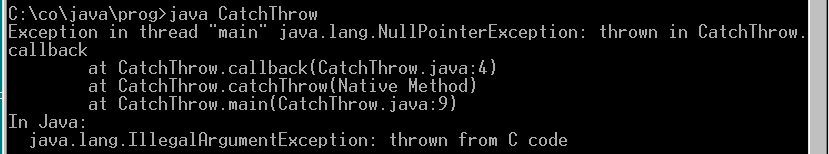 C:\co\java\prog>java CatchThrow
Exception in thread "main" java.lang.NullPointerException: thrown in CatchThrow.
callback
        at CatchThrow.callback(CatchThrow.java:4)
        at CatchThrow.catchThrow(Native Method)
        at CatchThrow.main(CatchThrow.java:9)
In Java:
  java.lang.IllegalArgumentException: thrown from C code